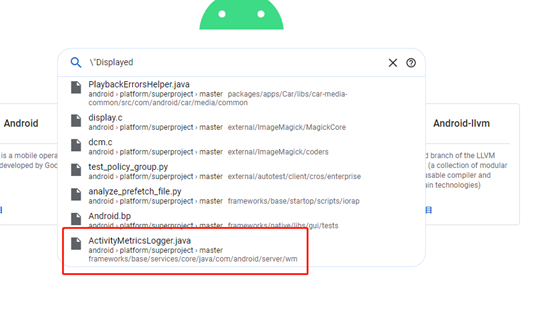 \"Displayed
PlaybackErrorsHelper.java
android › platform/superproject › master packages/apps/Car/libs/car-media-
common/src/com/android/car/media/common
display.c
android › platform/superproject › master external/ImageMagick/MagickCore
dcm.c
android › platform/superproject › master external/ImageMagick/coders
test_policy_group.py
android › platform/superproject › master external/autotest/client/cros/enterprise
analyze_prefetch_file.py
android › platform/superproject › master frameworks/base/startup/scripts/iorap
Android.bp
android › platform/superproject › master frameworks/native/libs/gui/tests
ActivityMetricsLogger.java
android › platform/superproject › master
frameworks/base/services/core/java/com/android/server/wm
Android
is a mobile opera
developed by Goo
Android-llvm
d branch of the LLVM
(a collection of modular
usable compiler and
ain technologies)